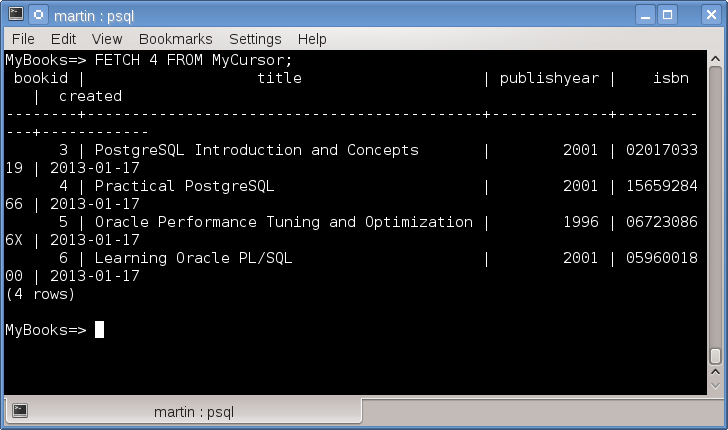 martin : psql
File Edit View Bookmarks Settings Help
MyBooks=> FETCH 4 FROM MyCursor;
 bookid |                   title                    | publishyear |    isbn
   |  created
--------+--------------------------------------------+-------------+---------
---+------------
      3 | PostgreSQL Introduction and Concepts       |        2001 | 02017033
19 | 2013-01-17
      4 | Practical PostgreSQL                       |        2001 | 15659284
66 | 2013-01-17
      5 | Oracle Performance Tuning and Optimization |        1996 | 06723086
6X | 2013-01-17
      6 | Learning Oracle PL/SQL                     |        2001 | 05960018
00 | 2013-01-17
(4 rows)
MyBooks=>
martin : psql